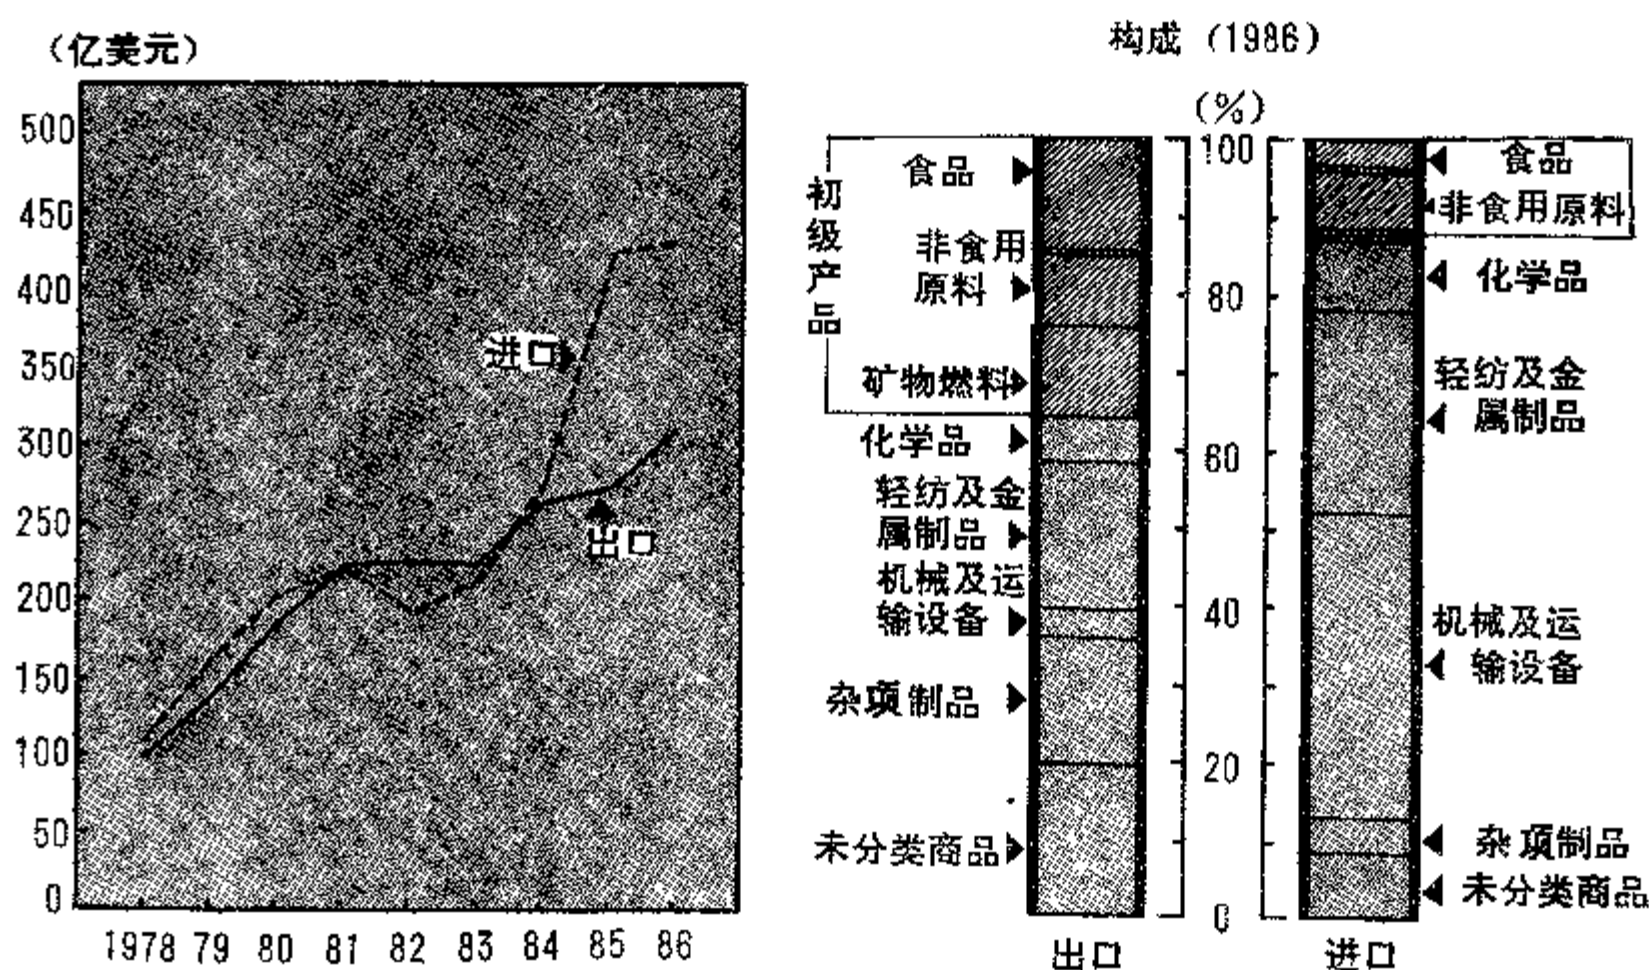 (亿美元)
500
450
400
350
300
250
200
150
100
50
0
进口
出口
1978 79 80 81 82 83 84 85 86
构成 (1986)
(%)
100
80
60
40
20
0
初级产品
食品
非食用
原料
矿物燃料
化学品
轻纺及金
属制品
机械及运
输设备
杂项制品
未分类商品
出口
食品
非食用原料
化学品
轻纺及金
属制品
机械及运
输设备
杂项制品
未分类商品
进口